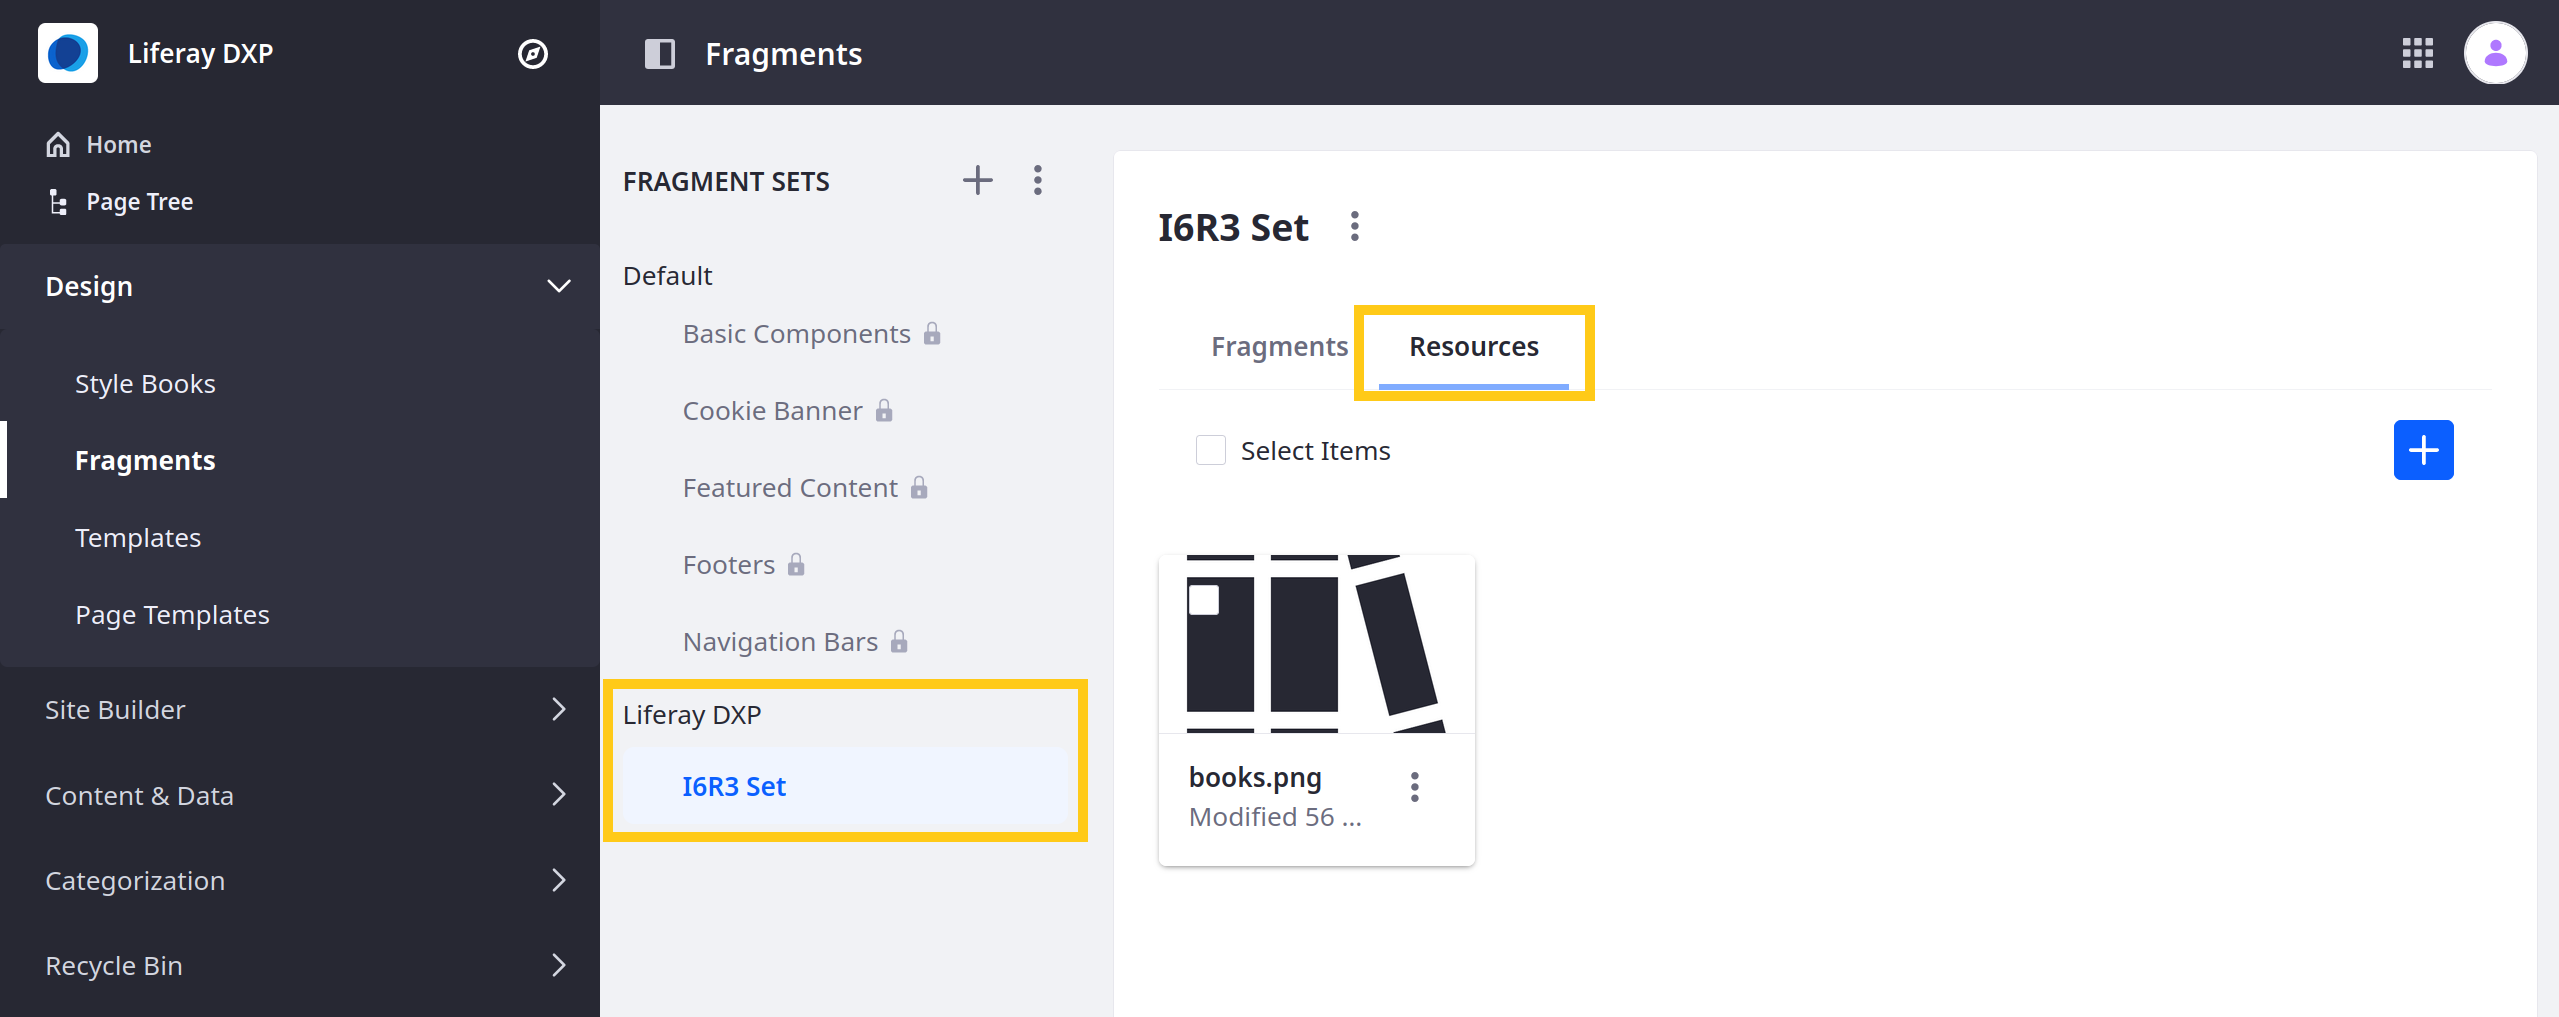 Liferay DXP
Home
Page Tree
Design
Style Books
Fragments
Templates
Page Templates
Site Builder
Content & Data
Categorization
Recycle Bin
Fragments
FRAGMENT SETS
Default
Basic Components
Cookie Banner
Featured Content
Footers
Navigation Bars
Liferay DXP
I6R3 Set
I6R3 Set
Fragments
Resources
Select Items
books.png
Modified 56 ...